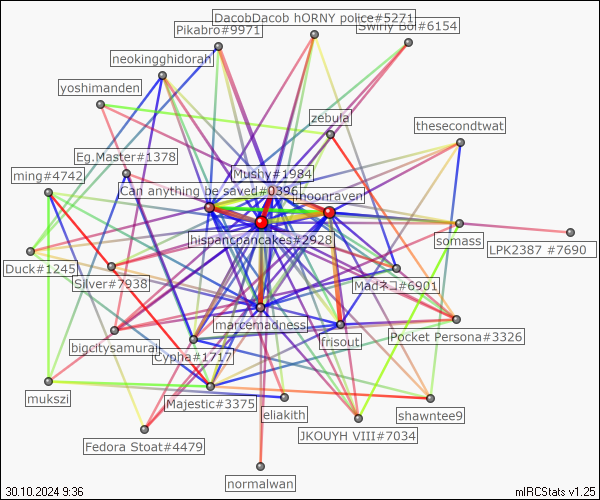 DacobDacob hORNY police#5271
Pikabro#9971
Swiny Boi#6154
neokingghidorah
yoshimanden
zebula
thesecondtwat
Eg.Master#1378
ming#4742
Mushy#1984
Can anything be saved#0396
moonraven
hispancpancakes#2928
somass
LPK2387 #7690
Duck#1245
Silver#7938
Madネコ#6901
marcemadness
frisout
Pocket Persona#3326
bigcitysamurai
Cypha#1717
mukszi
Majestic#3375
eliakith
shawntee9
JKOUYH VIII#7034
Fedora Stoat#4479
normalwan
30.10.2024 9:36
mIRCStats v1.25